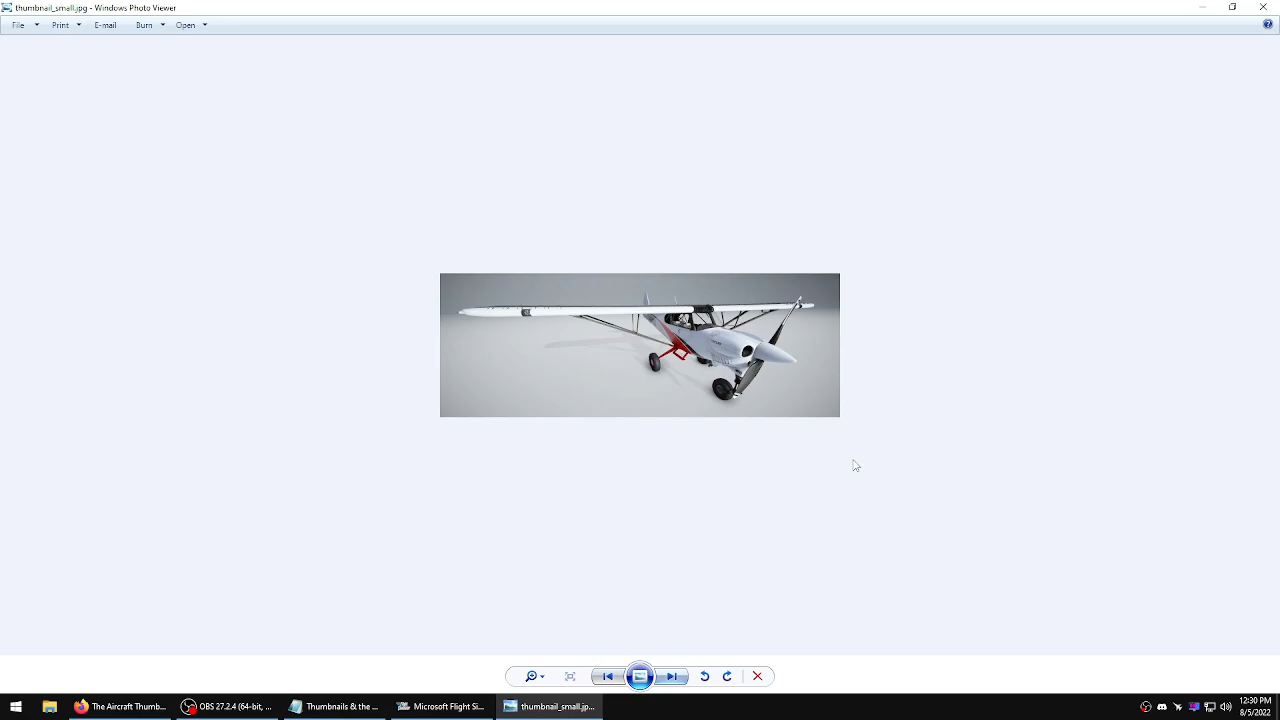 thumbnail_small.jpg - Windows Photo Viewer
File Print E-mail Burn Open
The Aircraft Thumb...
OBS 27.2.4 (64-bit, ...
Thumbnails & the ...
Microsoft Flight Si...
thumbnail_small.jp...
12:30 PM
8/5/2022